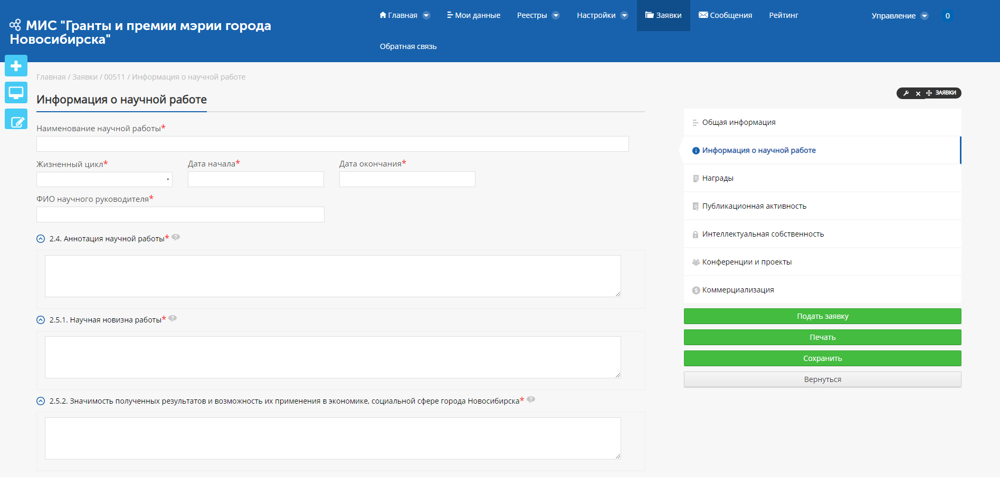 МИС "Гранты и премии мэрии города
Новосибирска"
Главная
Мои данные
Реестры
Настройки
Заявки
Сообщения
Рейтинг
Управление
0
Обратная связь
Главная / Заявки / 00511 / Информация о научной работе
Информация о научной работе
ЗАЯВКИ
Наименование научной работы*
Жизненный цикл*
Дата начала*
Дата окончания*
ФИО научного руководителя*
2.4. Аннотация научной работы*
2.5.1. Научная новизна работы*
2.5.2. Значимость полученных результатов и возможность их применения в экономике, социальной сфере города Новосибирска*
Общая информация
Информация о научной работе
Награды
Публикационная активность
Интеллектуальная собственность
Конференции и проекты
Коммерциализация
Подать заявку
Печать
Сохранить
Вернуться